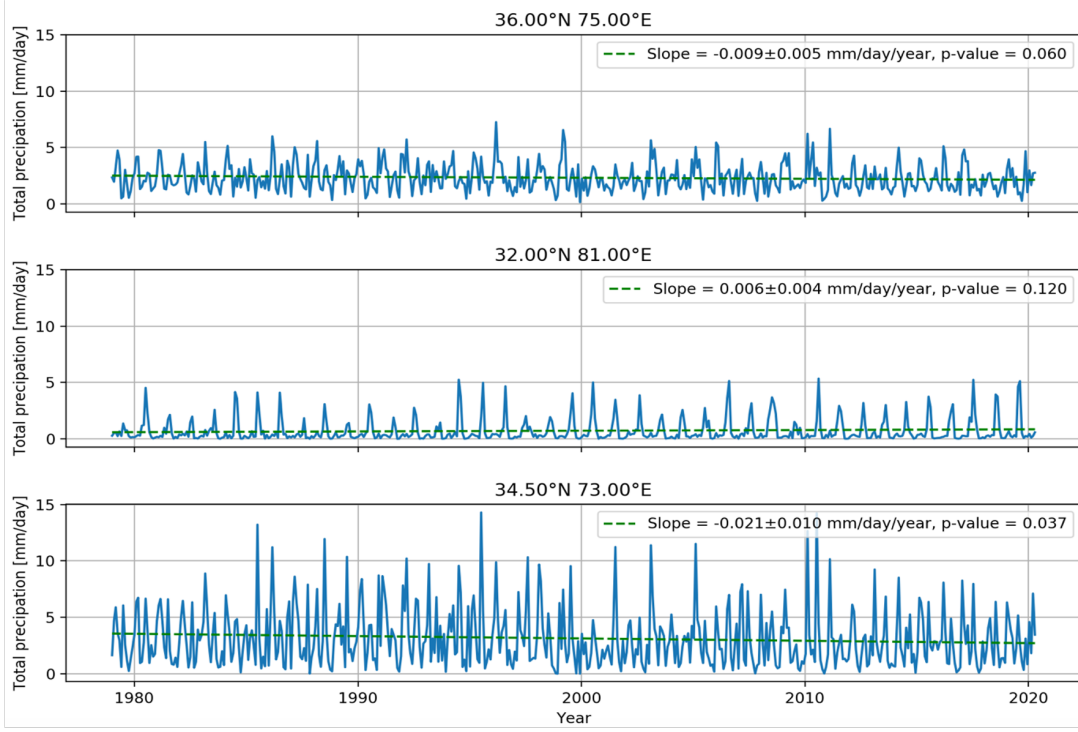 36.00°N 75.00°E
Total precipation [mm/day]
15
10
5
0
Slope = -0.009±0.005 mm/day/year, p-value = 0.060
32.00°N 81.00°E
Total precipation [mm/day]
15
10
5
0
Slope = 0.006±0.004 mm/day/year, p-value = 0.120
34.50°N 73.00°E
Total precipitation [mm/day]
15
10
5
0
Slope = -0.021±0.010 mm/day/year, p-value = 0.037
1980 1990 2000 2010 2020
Year